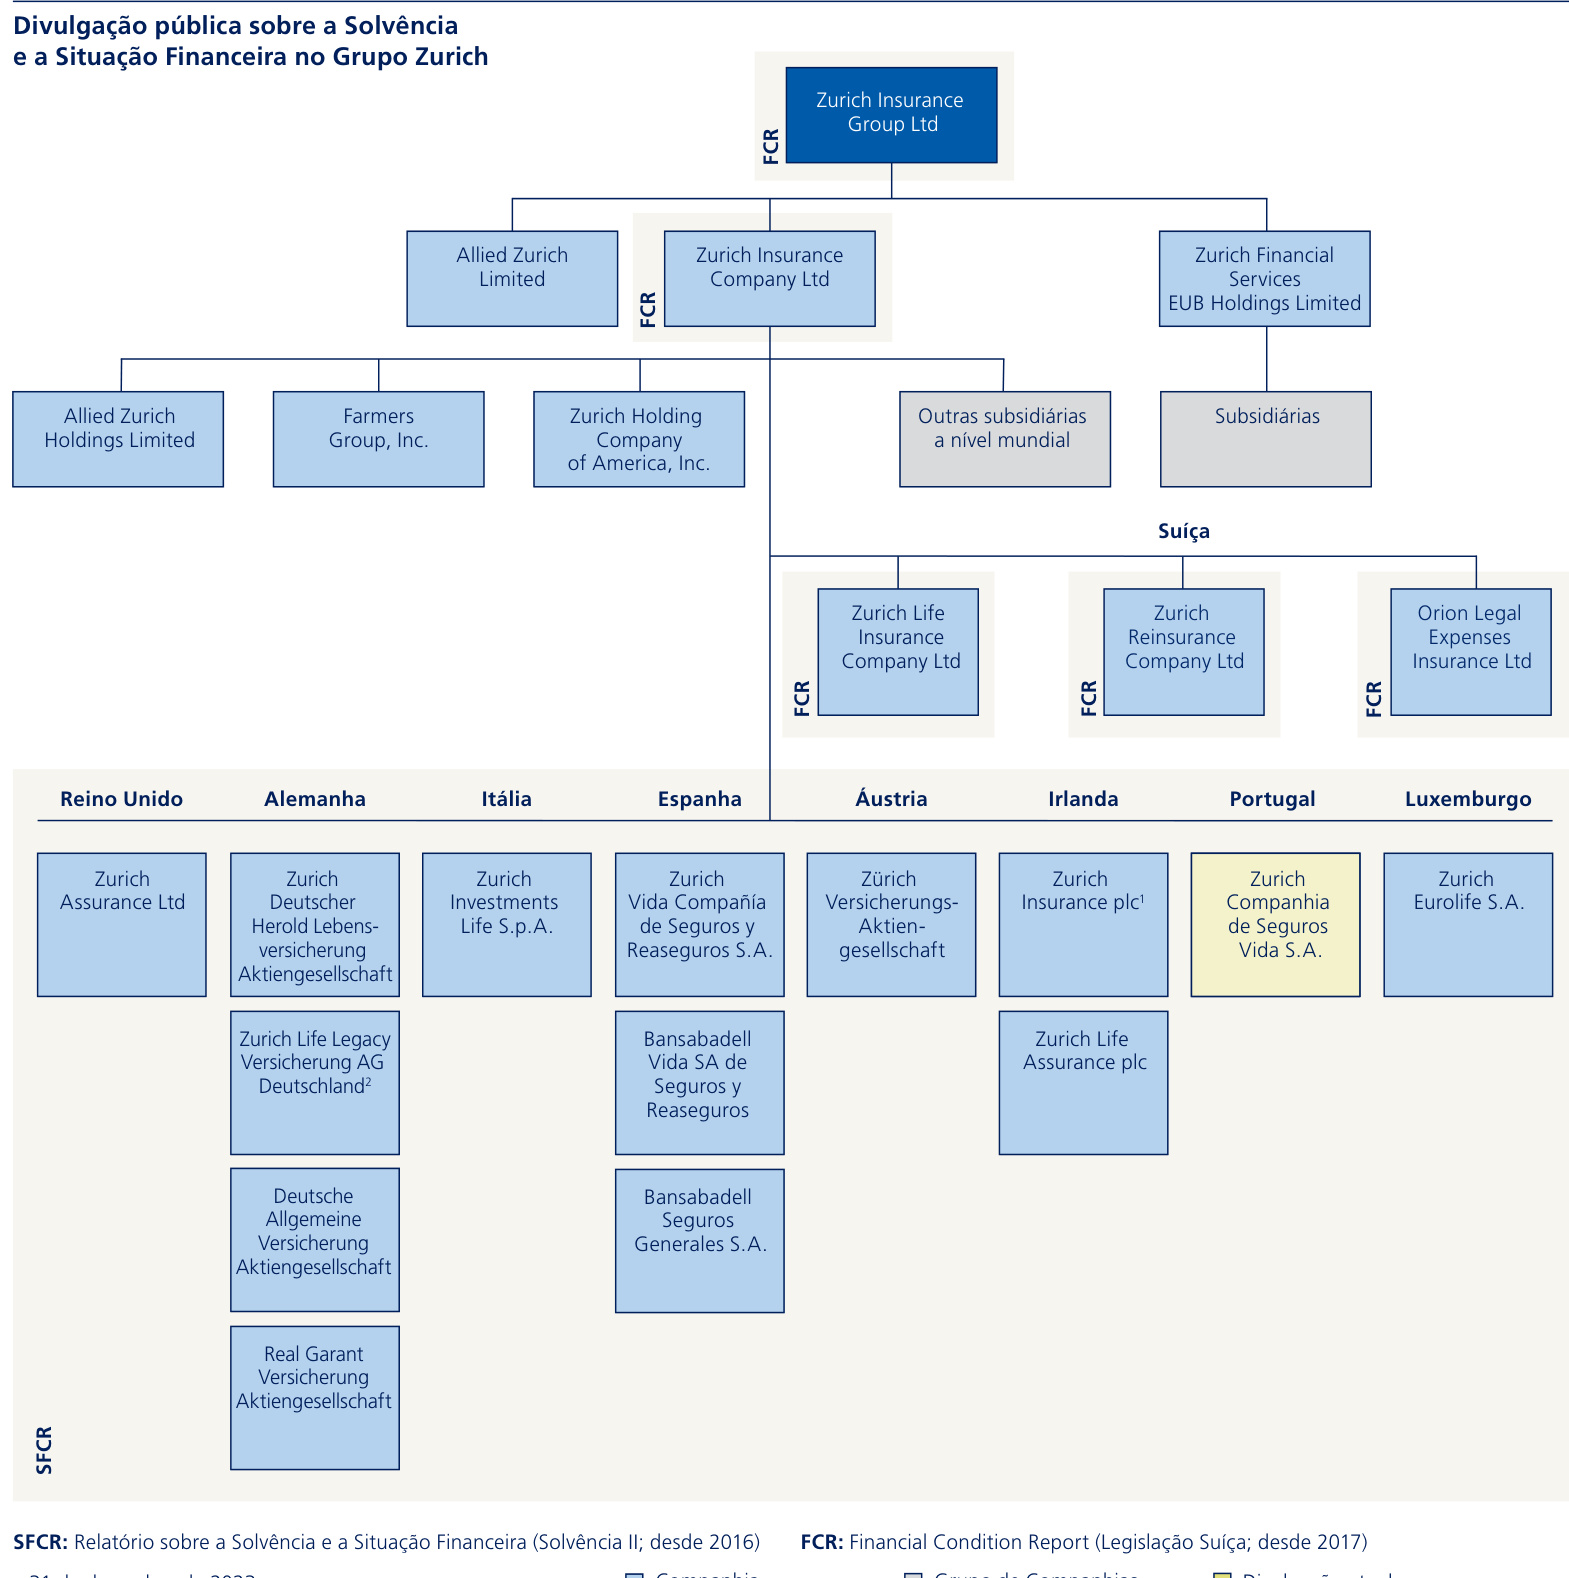 Divulgação pública sobre a Solvência
e a Situação Financeira no Grupo Zurich
FCR
Zurich Insurance
Group Ltd
Allied Zurich
Limited
FCR
Zurich Insurance
Company Ltd
Zurich Financial
Services
EUB Holdings Limited
Allied Zurich
Holdings Limited
Farmers
Group, Inc.
Zurich Holding
Company
of America, Inc.
Outras subsidiárias
a nível mundial
Subsidiárias
Suíça
FCR
Zurich Life
Insurance
Company Ltd
FCR
Zurich
Reinsurance
Company Ltd
FCR
Orion Legal
Expenses
Insurance Ltd
Reino Unido
Alemanha
Itália
Espanha
Áustria
Irlanda
Portugal
Luxemburgo
Zurich
Assurance Ltd
Zurich
Deutscher
Herold Lebens-
versicherung
Aktiengesellschaft
Zurich
Investments
Life S.p.A.
Zurich
Vida Compañía
de Seguros y
Reaseguros S.A.
Zürich
Versicherungs-
Aktien-
gesellschaft
Zurich
Insurance plc¹
Zurich
Companhia
de Seguros
Vida S.A.
Zurich
Eurolife S.A.
Zurich Life Legacy
Versicherung AG
Deutschland²
Bansabadell
Vida SA de
Seguros y
Reaseguros
Zurich Life
Assurance plc
Deutsche
Allgemeine
Versicherung
Aktiengesellschaft
Bansabadell
Seguros
Generales S.A.
Real Garant
Versicherung
Aktiengesellschaft
SFCR
SFCR: Relatório sobre a Solvência e a Situação Financeira (Solvência II; desde 2016)
FCR: Financial Condition Report (Legislação Suíça; desde 2017)
Companhia
Grupo de Companhias